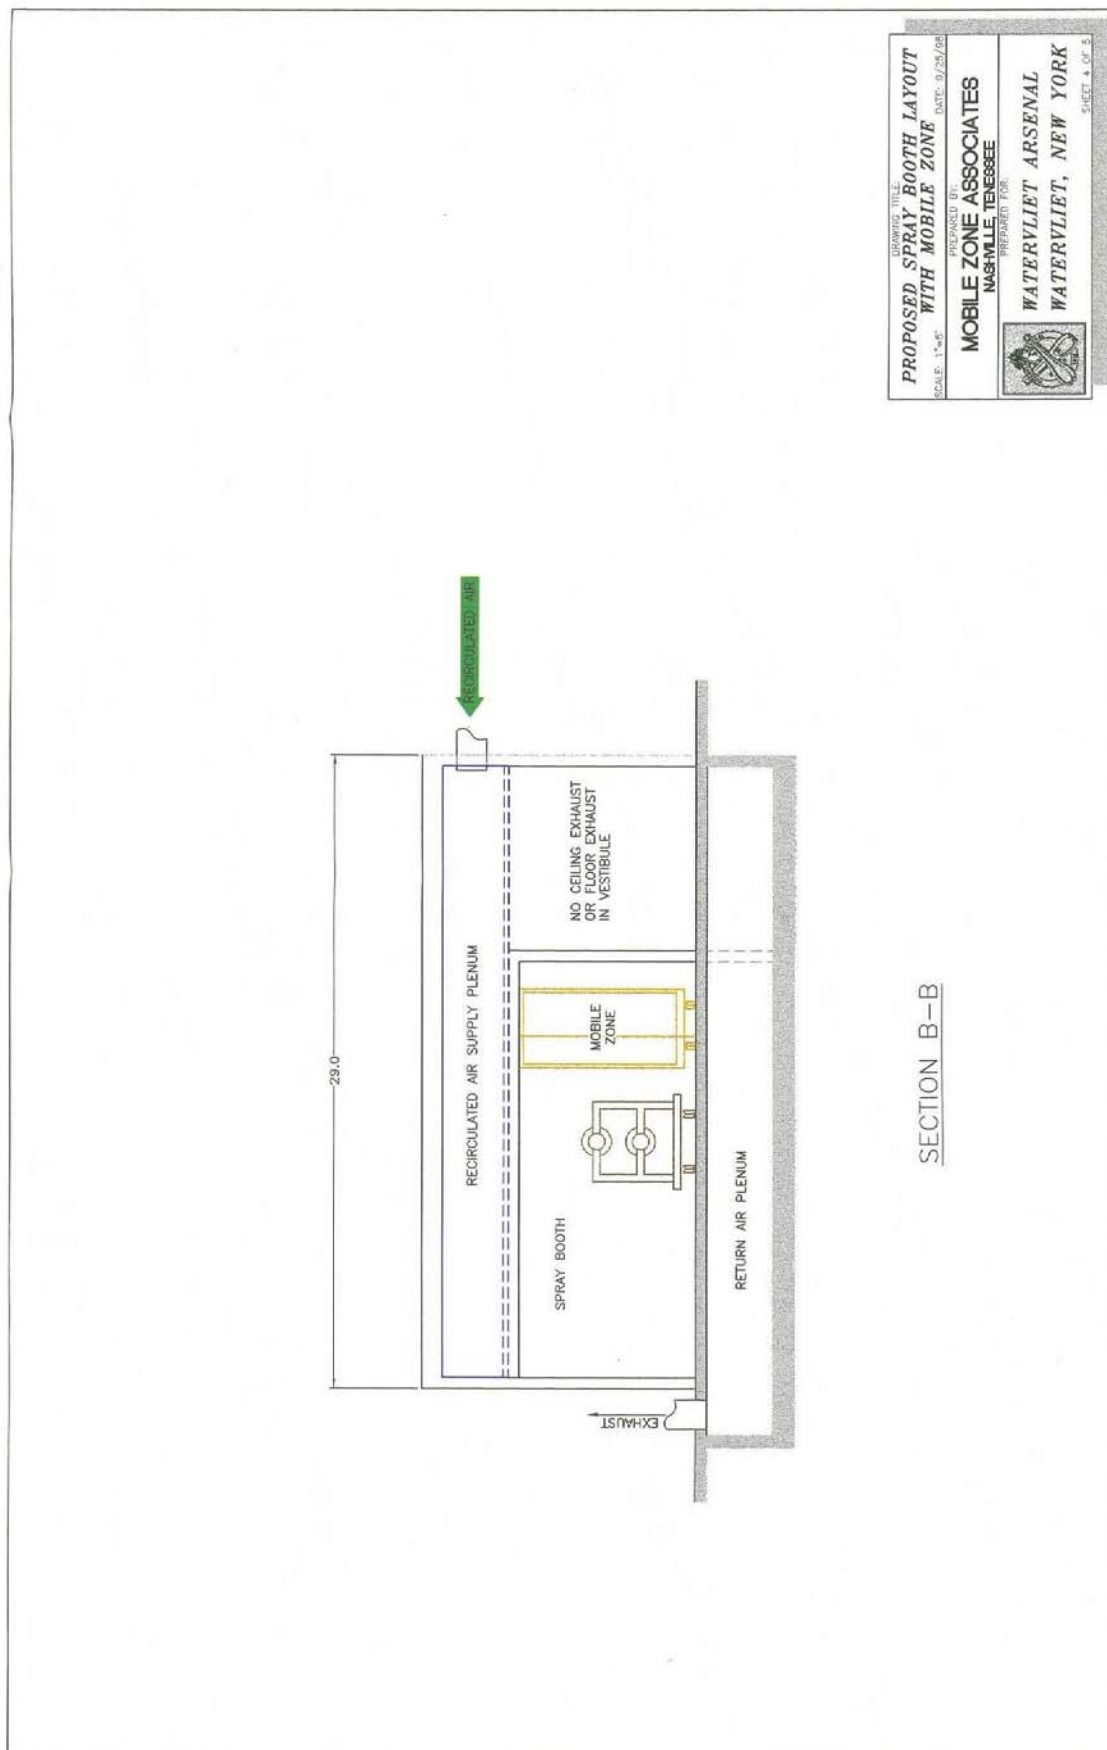 29.0
RECIRCULATED AIR
RECIRCULATED AIR SUPPLY PLENUM
NO CEILING EXHAUST
OR FLOOR EXHAUST
IN VESTIBULE
MOBILE
ZONE
SPRAY BOOTH
EXHAUST
RETURN AIR PLENUM
SECTION B-B
DRAWING TITLE:
PROPOSED SPRAY BOOTH LAYOUT
WITH MOBILE ZONE
SCALE: 1"=6'
DATE: 9/25/98
PREPARED BY:
MOBILE ZONE ASSOCIATES
NASHVILLE, TENESSEE
PREPARED FOR:
WATERVLIET ARSENAL
WATERVLIET, NEW YORK
SHEET 4 OF 5